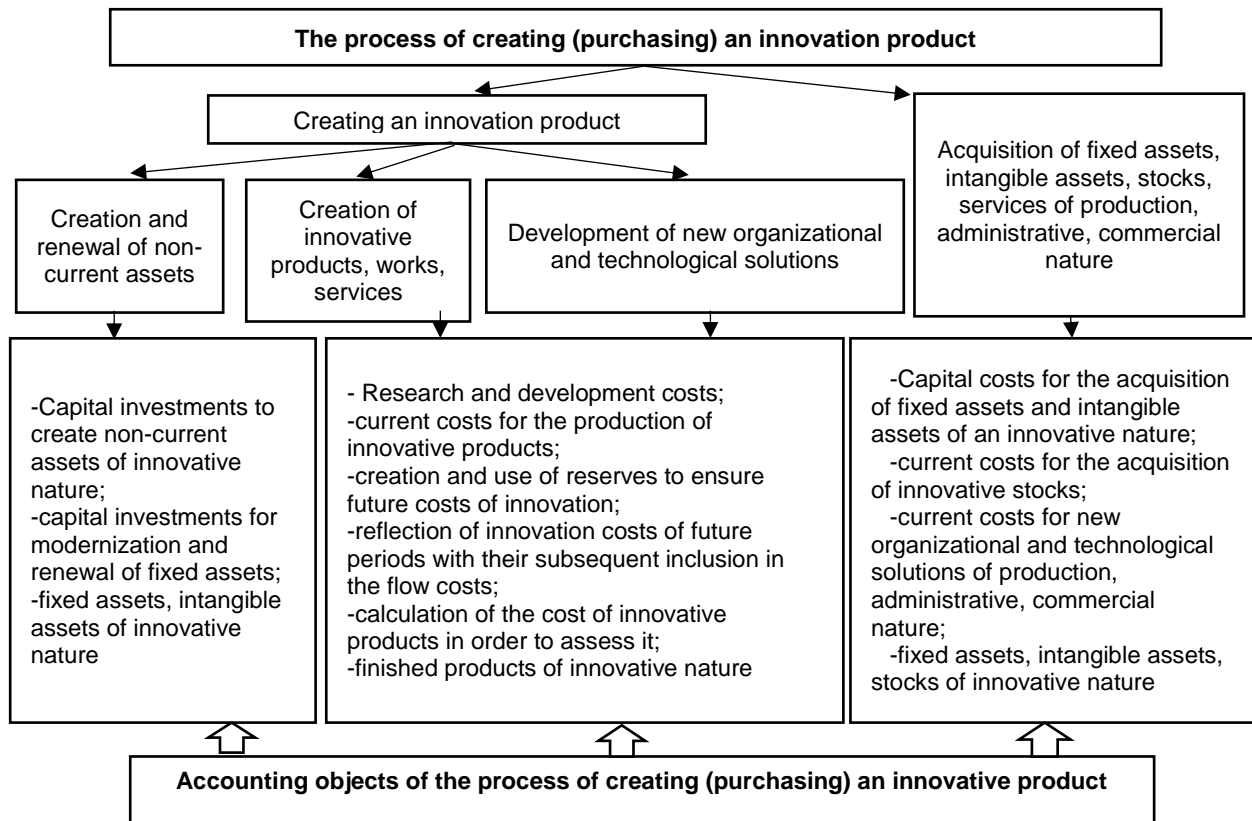 The process of creating (purchasing) an innovation product
Creating an innovation product
Acquisition of fixed assets,
intangible assets, stocks,
services of production,
administrative, commercial
nature
Creation and
renewal of non-
current assets
Creation of
innovative
products, works,
services
Development of new organizational
and technological solutions
-Capital investments to
create non-current
assets of innovative
nature;
-capital investments for
modernization and
renewal of fixed assets;
-fixed assets, intangible
assets of innovative
nature
- Research and development costs;
-current costs for the production of
innovative products;
-creation and use of reserves to ensure
future costs of innovation;
-reflection of innovation costs of future
periods with their subsequent inclusion in
the flow costs;
-calculation of the cost of innovative
products in order to assess it;
-finished products of innovative nature
-Capital costs for the acquisition
of fixed assets and intangible
assets of an innovative nature;
-current costs for the acquisition
of innovative stocks;
-current costs for new
organizational and technological
solutions of production,
administrative, commercial
nature;
-fixed assets, intangible assets,
stocks of innovative nature
Accounting objects of the process of creating (purchasing) an innovative product